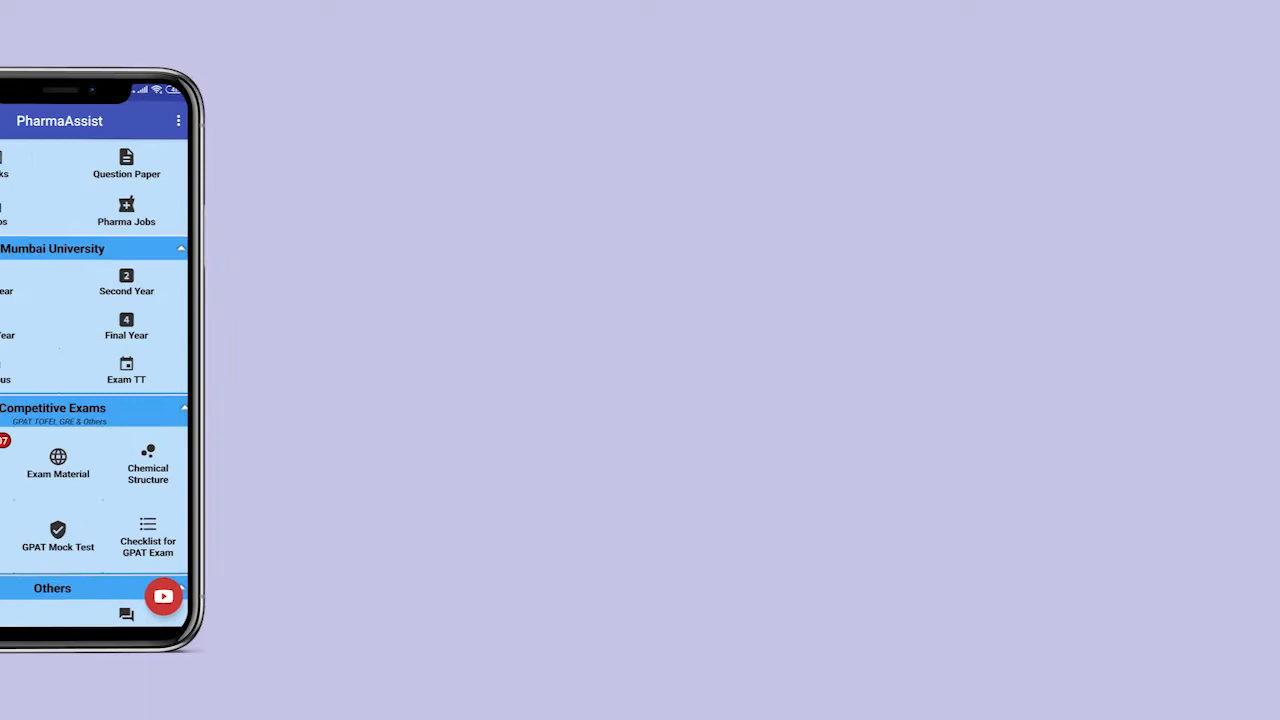 PharmaAssist
Question Paper
Pharma Jobs
Mumbai University
2
Second Year
4
Final Year
Exam TT
Competitive Exams
GPAT TOFEL GRE & Others
Exam Material
Chemical
Structure
GPAT Mock Test
Checklist for
GPAT Exam
Others